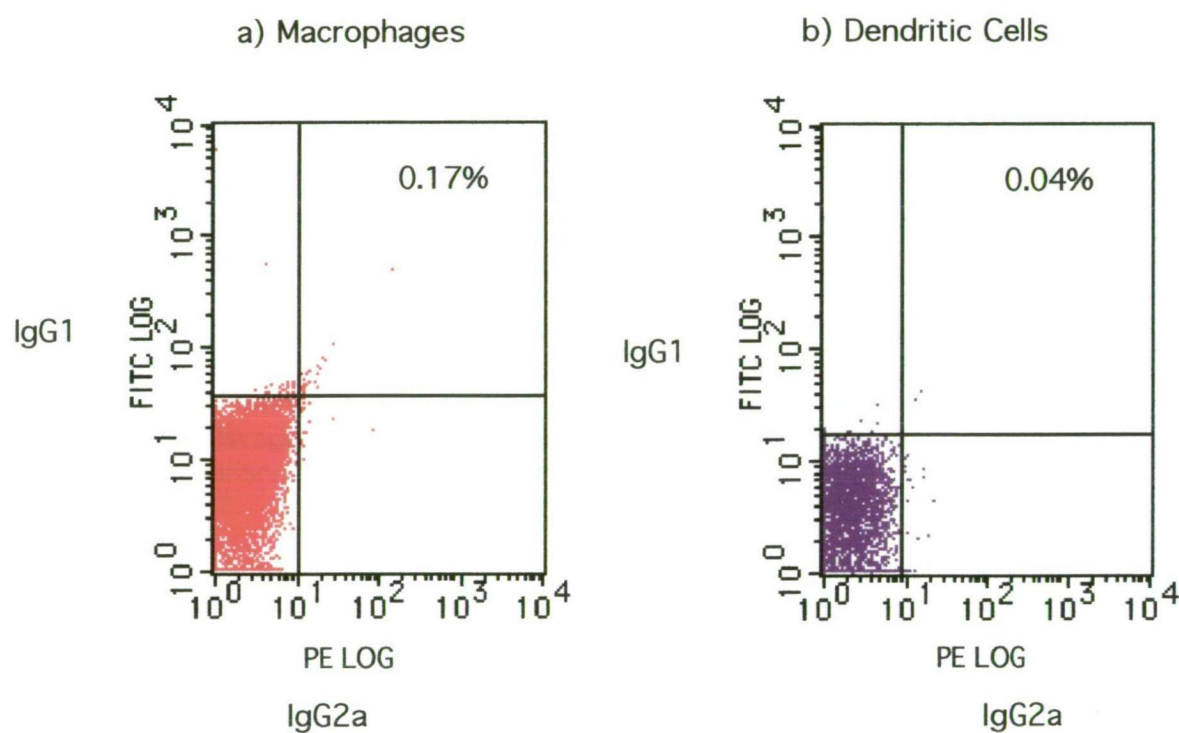 a) Macrophages
b) Dendritic Cells
0.17%
10^4
10^3
10^2
10^1
10^0
FITC LOG
IgG1
10^0 10^1 10^2 10^3 10^4
PE LOG
IgG2a
0.04%
10^4
10^3
10^2
10^1
10^0
FITC LOG
IgG1
10^0 10^1 10^2 10^3 10^4
PE LOG
IgG2a